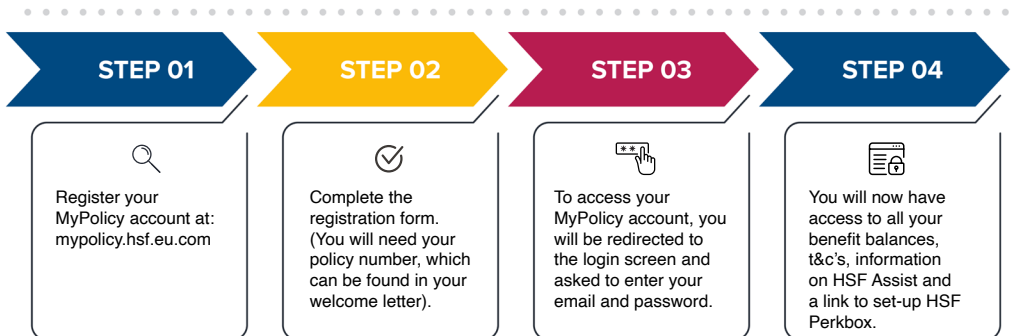 STEP 01
Register your
MyPolicy account at:
mypolicy.hsf.eu.com
STEP 02
Complete the
registration form.
(You will need your
policy number, which
can be found in your
welcome letter).
STEP 03
**
To access your
MyPolicy account, you
will be redirected to
the login screen and
asked to enter your
email and password.
STEP 04
You will now have
access to all your
benefit balances,
t&c's, information
on HSF Assist and
a link to set-up HSF
Perkbox.